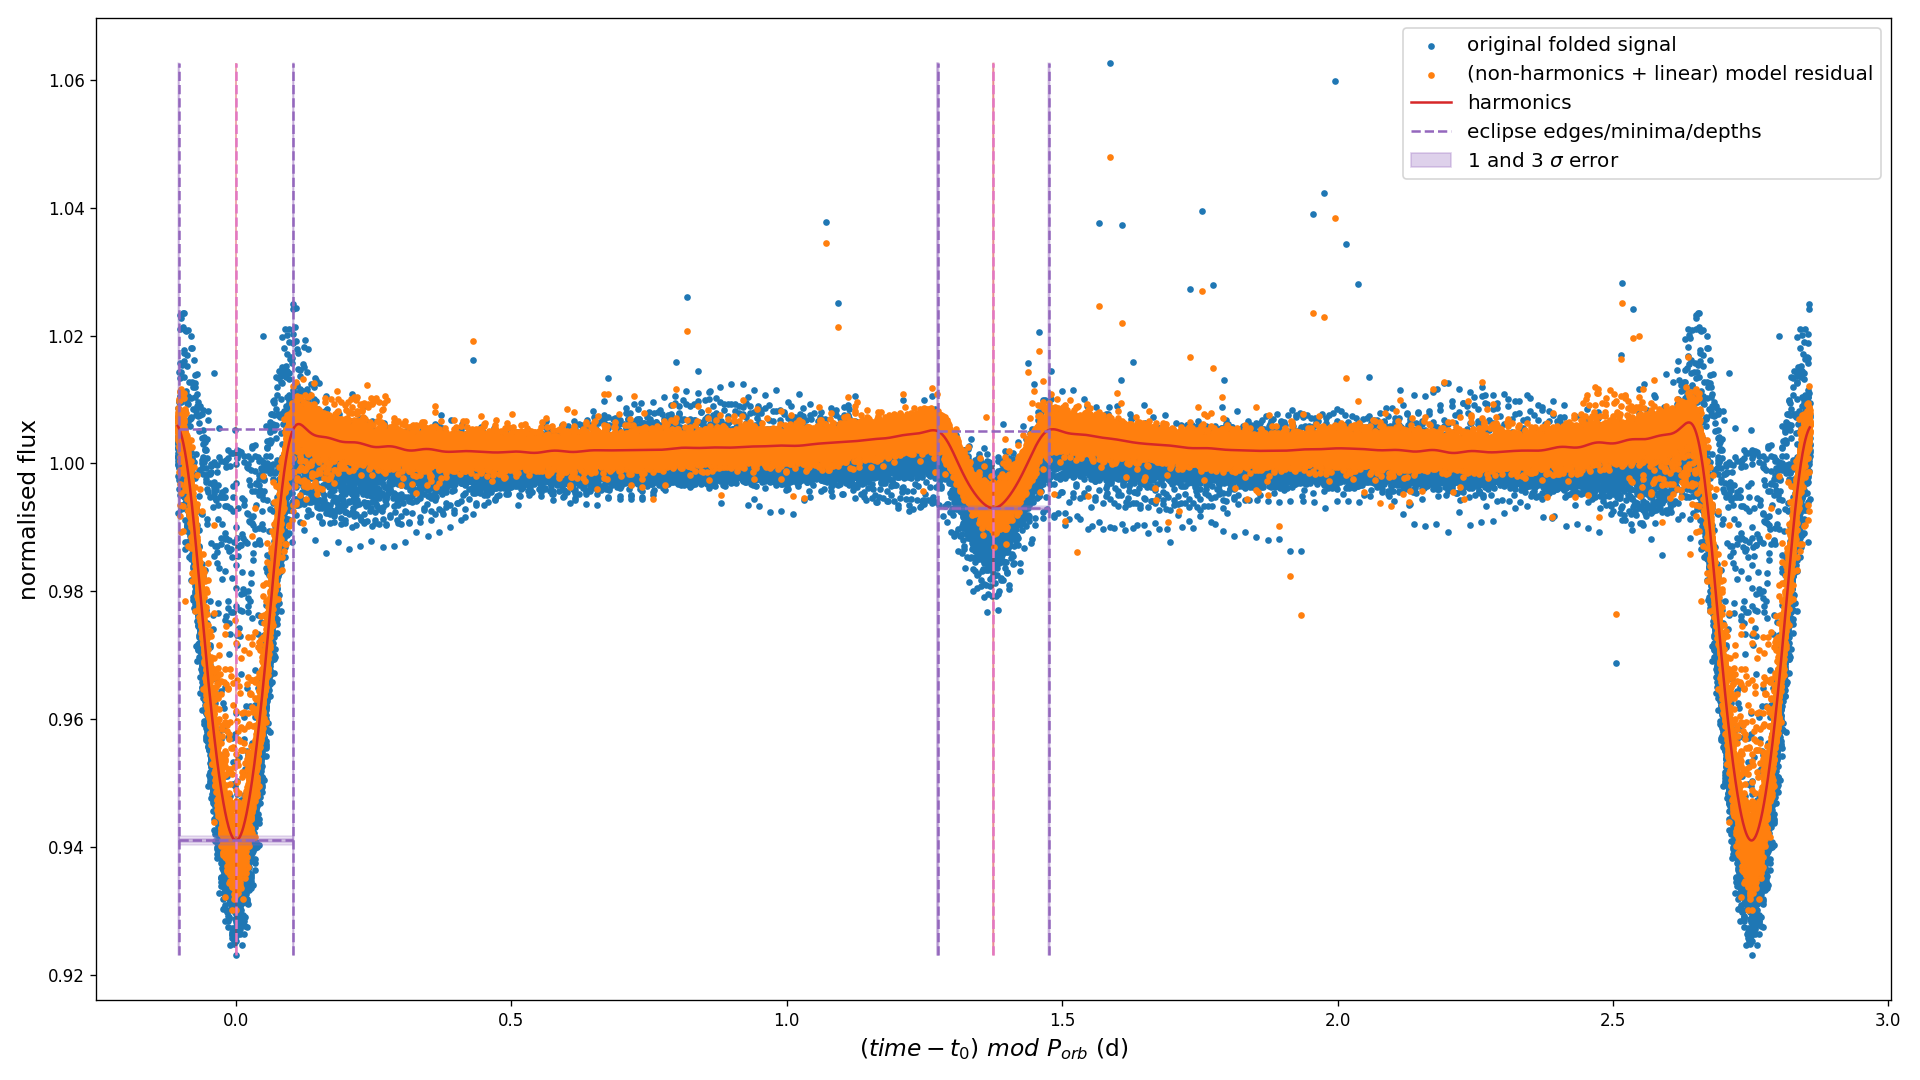 original folded signal
(non-harmonics + linear) model residual
harmonics
eclipse edges/minima/depths
1 and 3 σ error
normalised flux
1.06
1.04
1.02
1.00
0.98
0.96
0.94
0.92
0.0 0.5 1.0 1.5 2.0 2.5 3.0
(time − t₀) mod Pₒᵣᵦ (d)